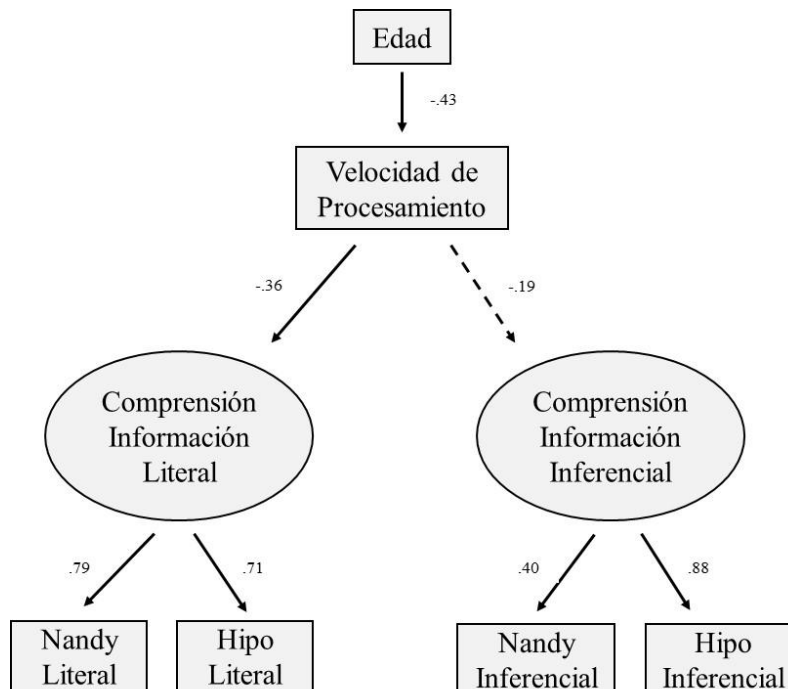 Edad
-.43
Velocidad de
Procesamiento
-.36
-.19
Comprensión
Información
Literal
Comprensión
Información
Inferencial
.79
.71
.40
.88
Nandy
Literal
Hipo
Literal
Nandy
Inferencial
Hipo
Inferencial